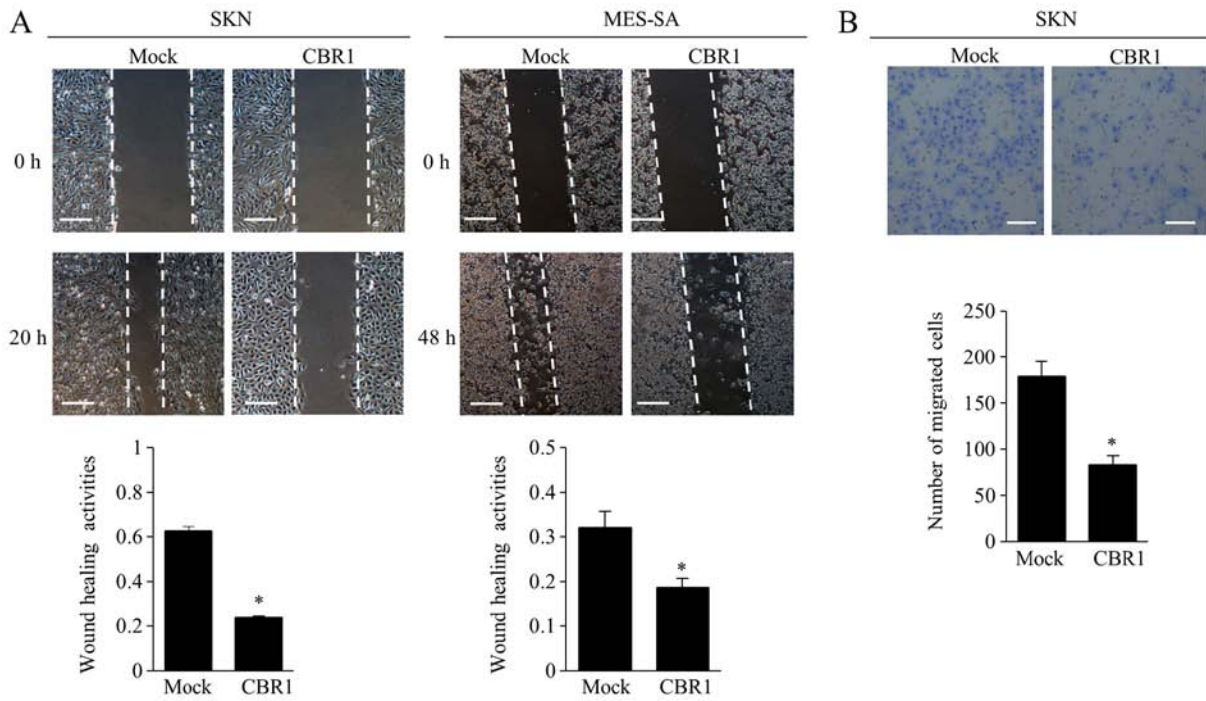 A
SKN
MES-SA
B
SKN
Mock
CBR1
Mock
CBR1
Mock
CBR1
0 h
0 h
20 h
48 h
Wound healing activities
1
0.8
0.6
0.4
0.2
0
*
Mock
CBR1
Wound healing activities
0.5
0.4
0.3
0.2
0.1
0
*
Mock
CBR1
Number of migrated cells
250
200
150
100
50
0
*
Mock
CBR1